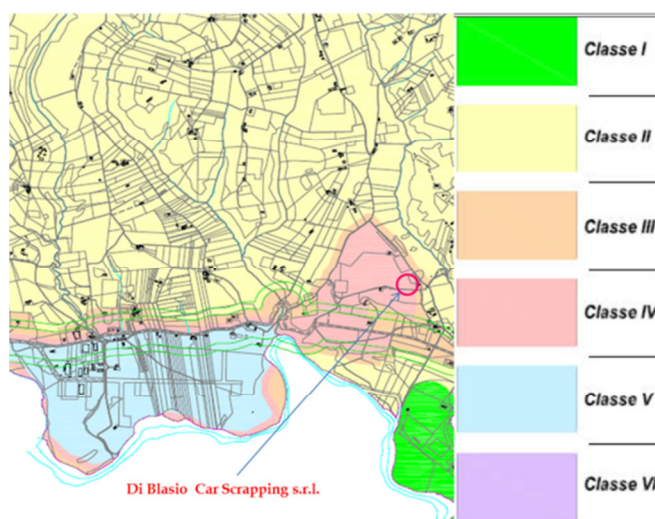 Classe I
Classe II
Classe III
Classe IV
Classe V
Classe VI
Di Blasio Car Scrapping s.r.l.